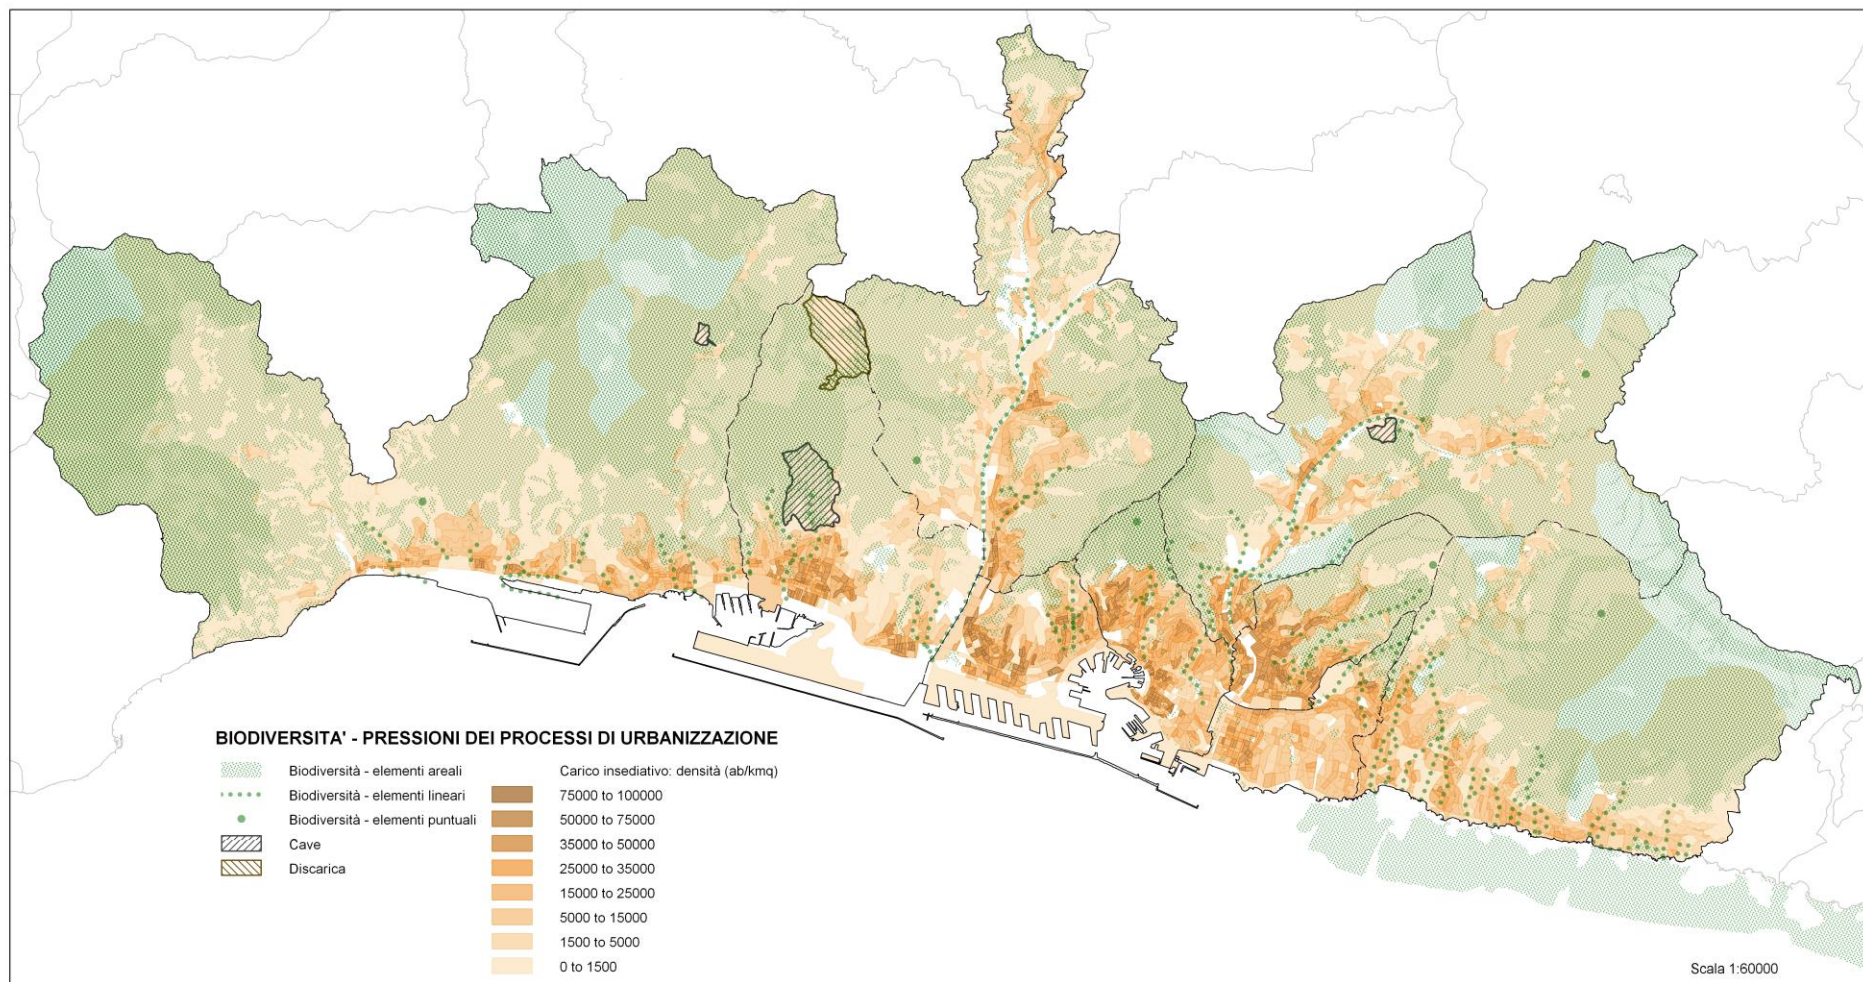 BIODIVERSITA' - PRESSIONI DEI PROCESSI DI URBANIZZAZIONE
Biodiversità - elementi areali
Biodiversità - elementi lineari
Biodiversità - elementi puntuali
Cave
Discarica
Carico insediativo: densità (ab/kmq)
75000 to 100000
50000 to 75000
35000 to 50000
25000 to 35000
15000 to 25000
5000 to 15000
1500 to 5000
0 to 1500
Scala 1:60000